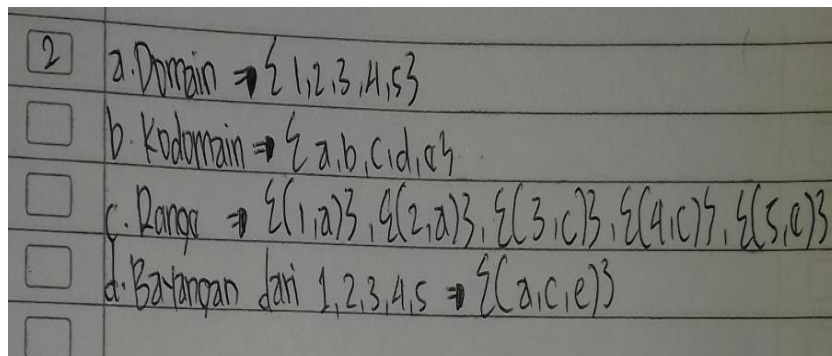 2 a. Domain ⇒ {1,2,3,4,5}
b. Kodomain ⇒ {a,b,c,d,e}
c. Range ⇒ {(1,a)}, {(2,a)}, {(3,c)}, {(4,c)}, {(5,e)}
d. Bayangan dari 1,2,3,4,5 ⇒ {(a,c,e)}